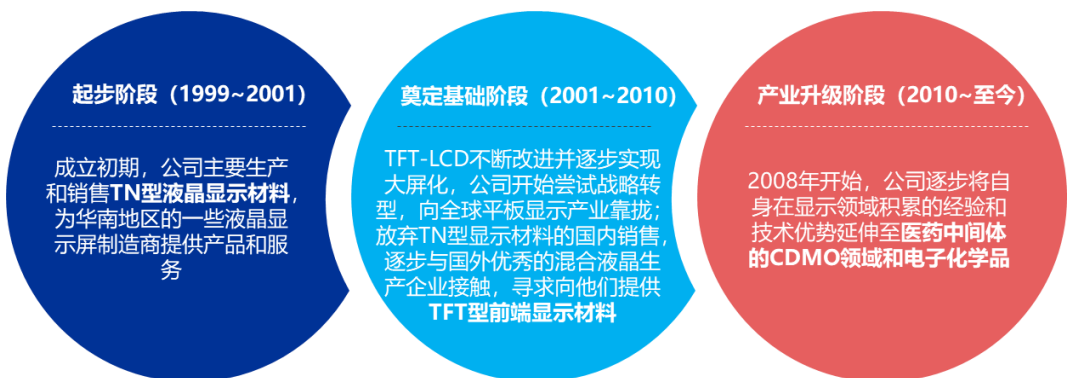 起步阶段（1999~2001）
成立初期，公司主要生产
和销售TN型液晶显示材料，
为华南地区的一些液晶显
示屏制造商提供产品和服
务
奠定基础阶段（2001~2010）
TFT-LCD不断改进并逐步实现
大屏化，公司开始尝试战略转
型，向全球平板显示产业靠拢；
放弃TN型显示材料的国内销售，
逐步与国外优秀的混合液晶生
产企业接触，寻求向他们提供
TFT型前端显示材料
产业升级阶段（2010~至今）
2008年开始，公司逐步将自
身在显示领域积累的经验和
技术优势延伸至医药中间体
的CDMO领域和电子化学品